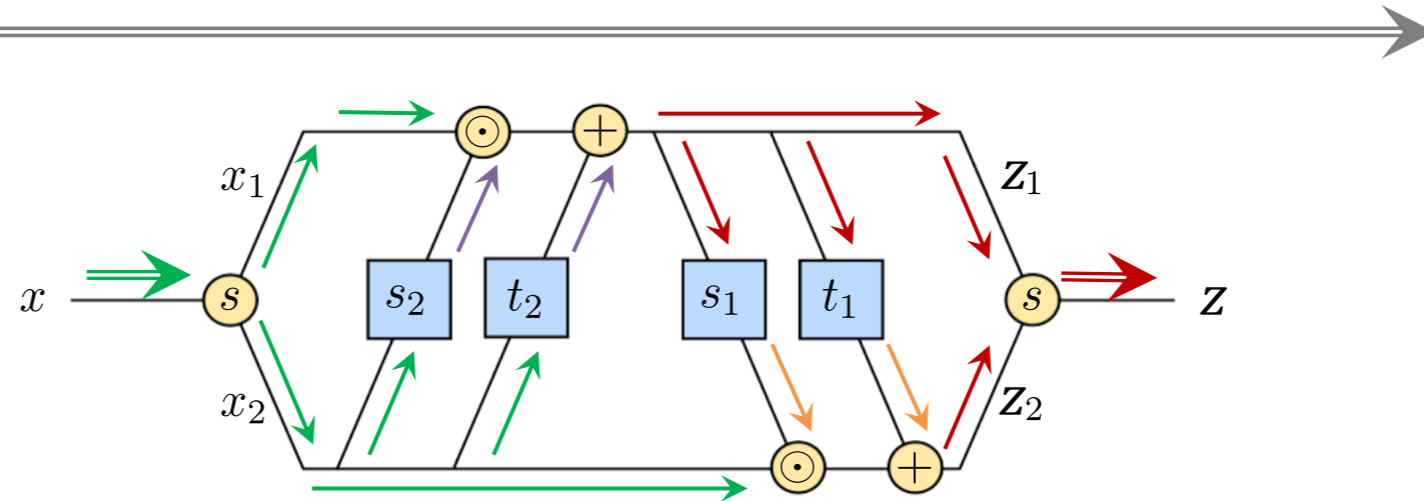 ⊙ +
x₁ z₁
x s s₂ t₂ s₁ t₁ s z
x₂ z₂
⊙ +